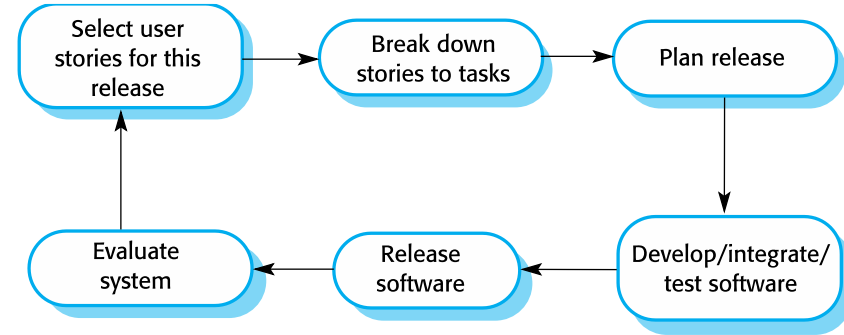 Select user
stories for this
release
Break down
stories to tasks
Plan release
Develop/integrate/
test software
Release
software
Evaluate
system